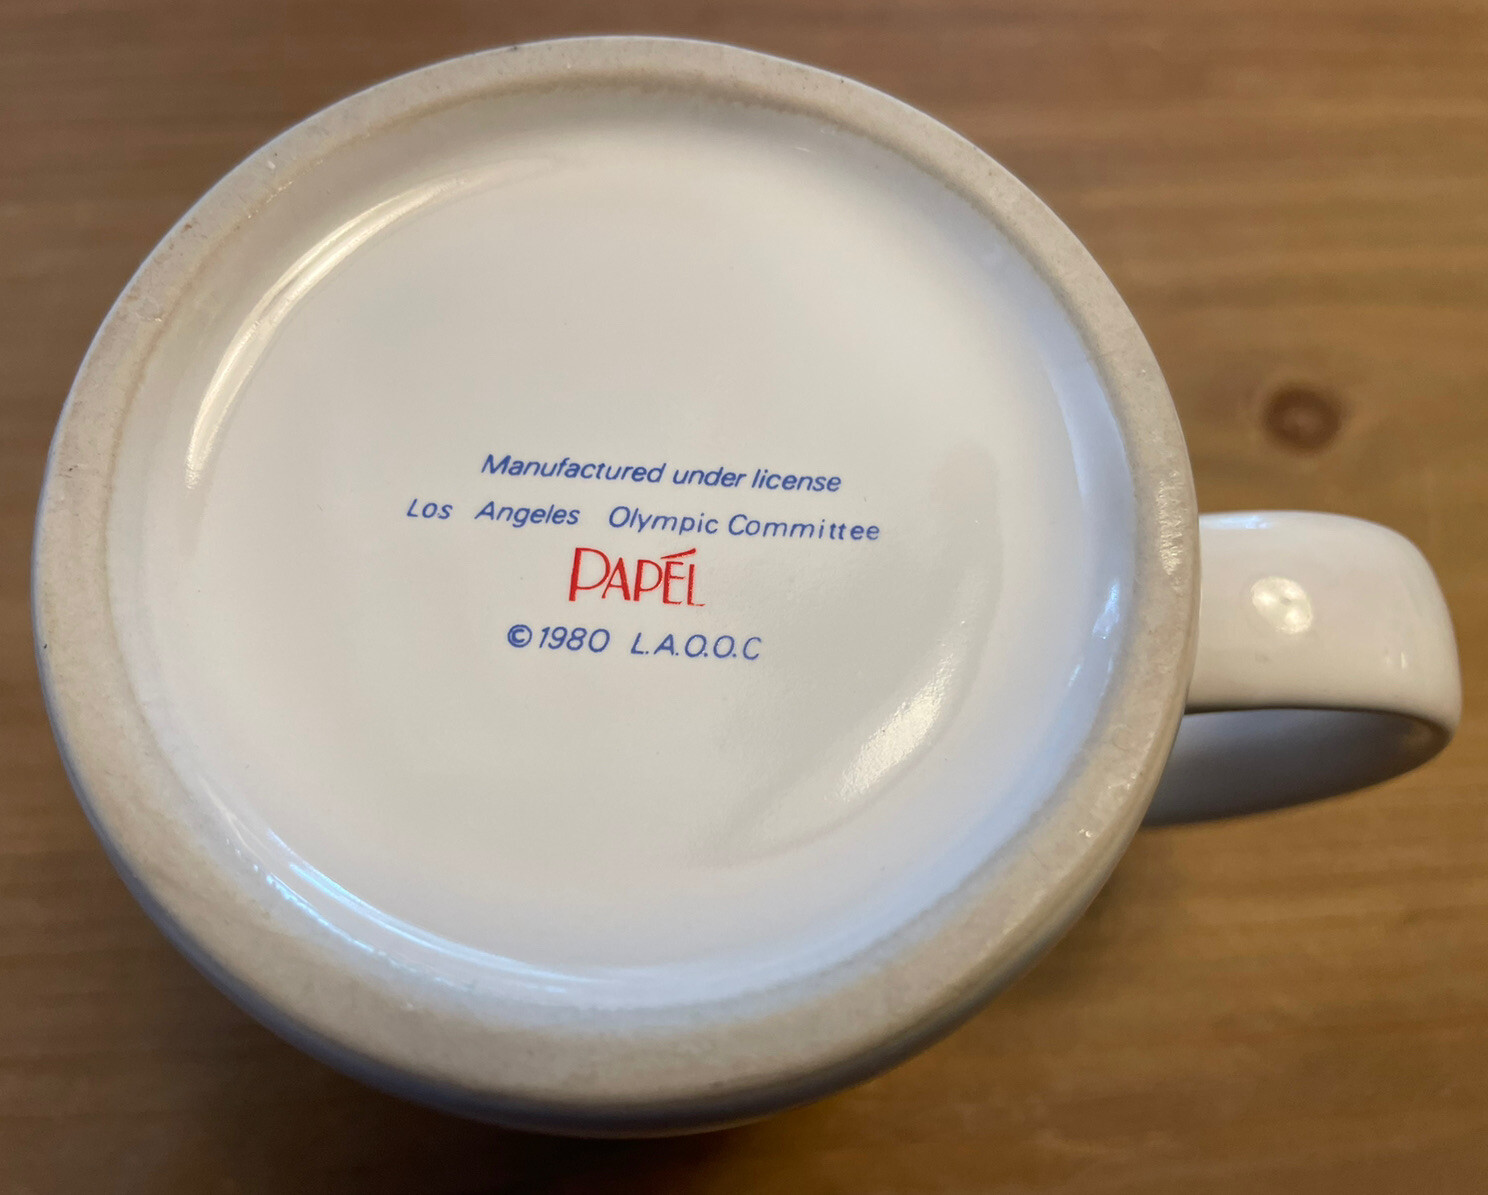 Manufactured under license
Los Angeles Olympic Committee
PAPÉL
©1980 L.A.O.O.C